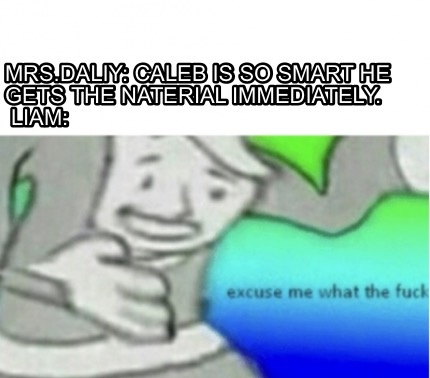 MRS.DALIY: CALEB IS SO SMART HE
GETS THE NATERIAL IMMEDIATELY.
LIAM:
excuse me what the fuck